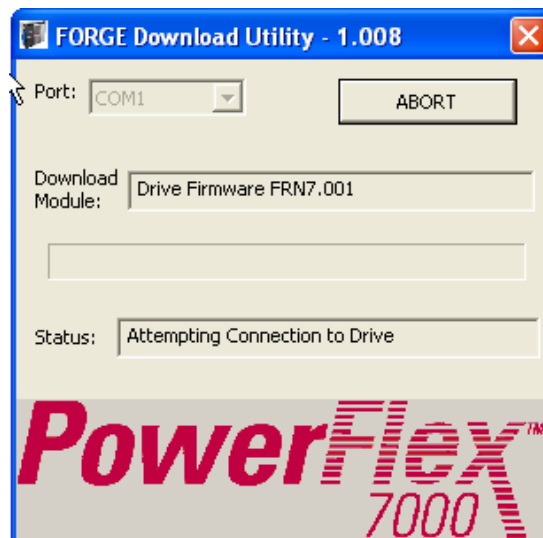 FORGE Download Utility - 1.008
Port: COM1 ABORT
Download
Module: Drive Firmware FRN7.001
Status: Attempting Connection to Drive
PowerFlex™
7000